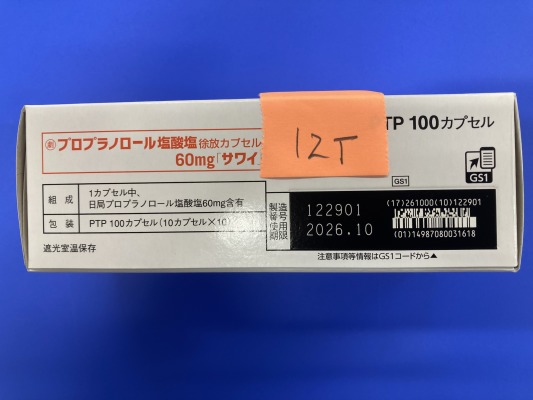 劇 プロプラノロール塩酸塩徐放カプセル
60mg「サワイ
12T
TP 100カプセル
GS1
GS1
組成
1カプセル中、
日局プロプラノロール塩酸塩60mg含有
包装
PTP 100カプセル(10カプセル×10)
遮光室温保存
製造番号
122901
使用期限
2026.10
(17)261000(10)122901
(01)14987080031618
注意事項等情報はGS1コードから▲